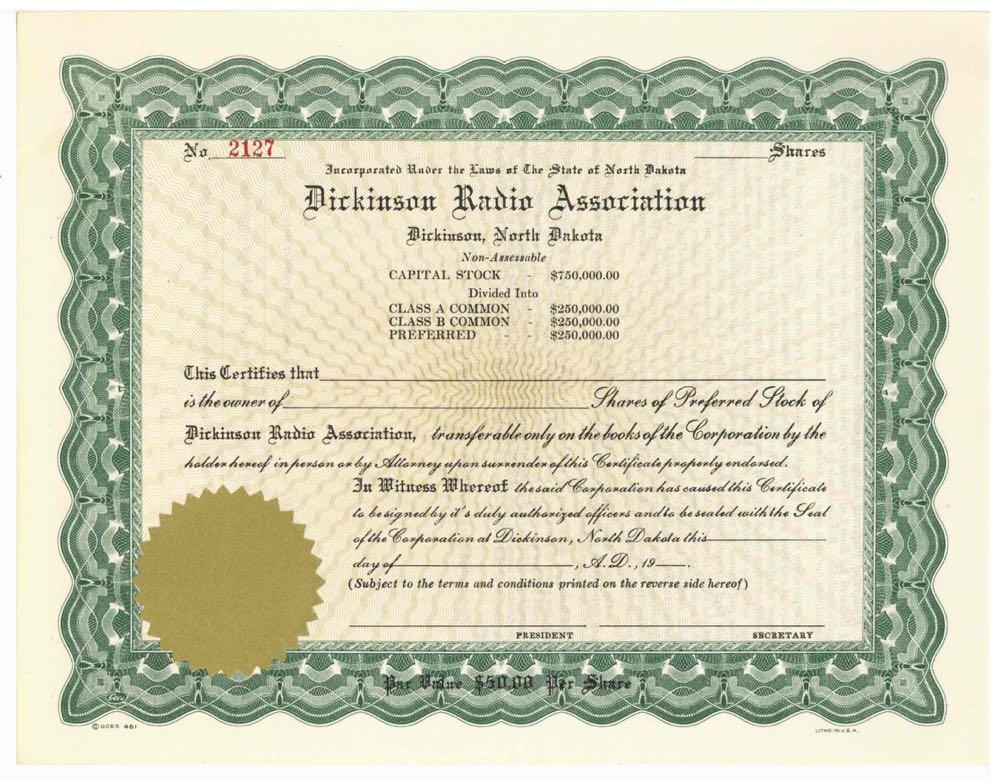 No. 2127 Shares
Incorporated Under the Laws of The State of North Dakota
Dickinson Radio Association
Dickinson, North Dakota
Non-Assessable
CAPITAL STOCK - $750,000.00
Divided Into
CLASS A COMMON - $250,000.00
CLASS B COMMON - $250,000.00
PREFERRED - - $250,000.00
This Certifies that
is the owner of Shares of Preferred Stock of
Dickinson Radio Association, transferable only on the books of the Corporation by the
holder hereof in person or by Attorney upon surrender of this Certificate properly endorsed.
In Witness Whereof the said Corporation has caused this Certificate
to be signed by it's duly authorized officers and to be sealed with the Seal
of the Corporation at Dickinson, North Dakota this
day of , A.D., 19 .
(Subject to the terms and conditions printed on the reverse side hereof)
PRESIDENT SECRETARY
Par Value $50.00 Per Share
Goes
© GOES 461
LITHO. IN U.S.A.